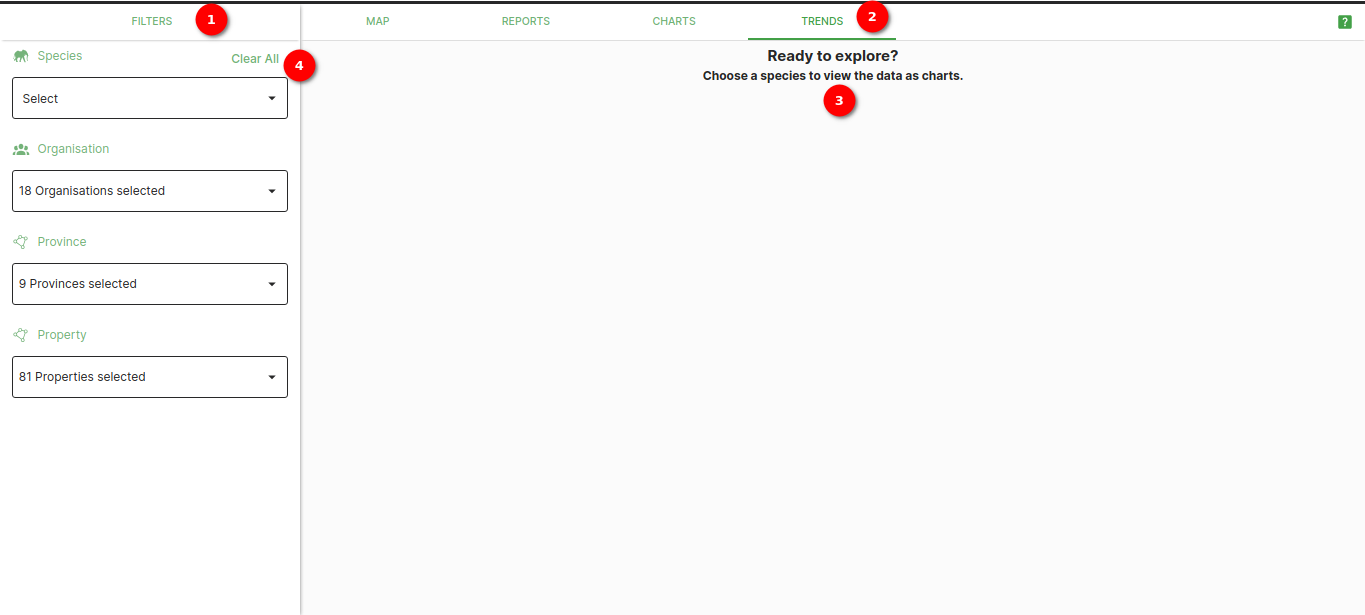 FILTERS 1 MAP REPORTS CHARTS TRENDS 2 ?
Species Clear All 4
Select
Organisation
18 Organisations selected
Province
9 Provinces selected
Property
81 Properties selected
Ready to explore?
Choose a species to view the data as charts.
3